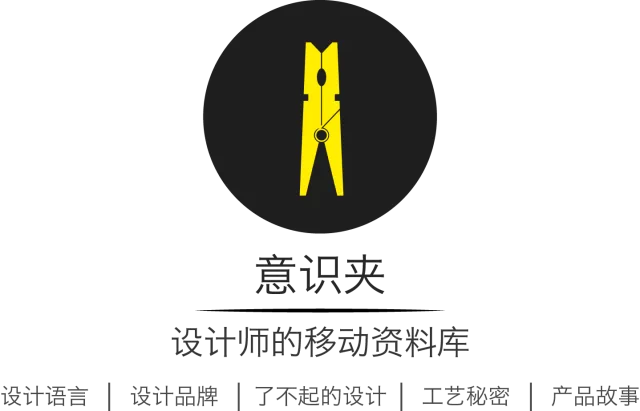 意识夹
设计师的移动资料库
设计语言 | 设计品牌 | 了不起的设计 | 工艺秘密 | 产品故事